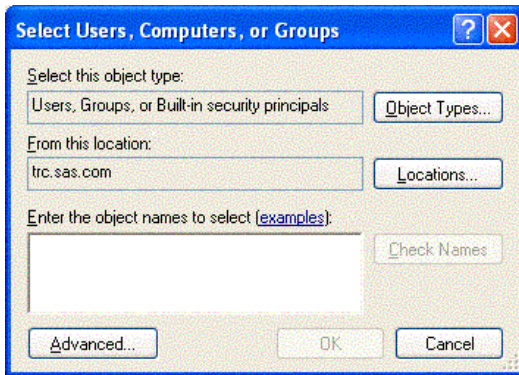 Select Users, Computers, or Groups
Select this object type:
Users, Groups, or Built-in security principals
Object Types...
From this location:
trc.sas.com
Locations...
Enter the object names to select (examples):
Check Names
Advanced...
OK
Cancel